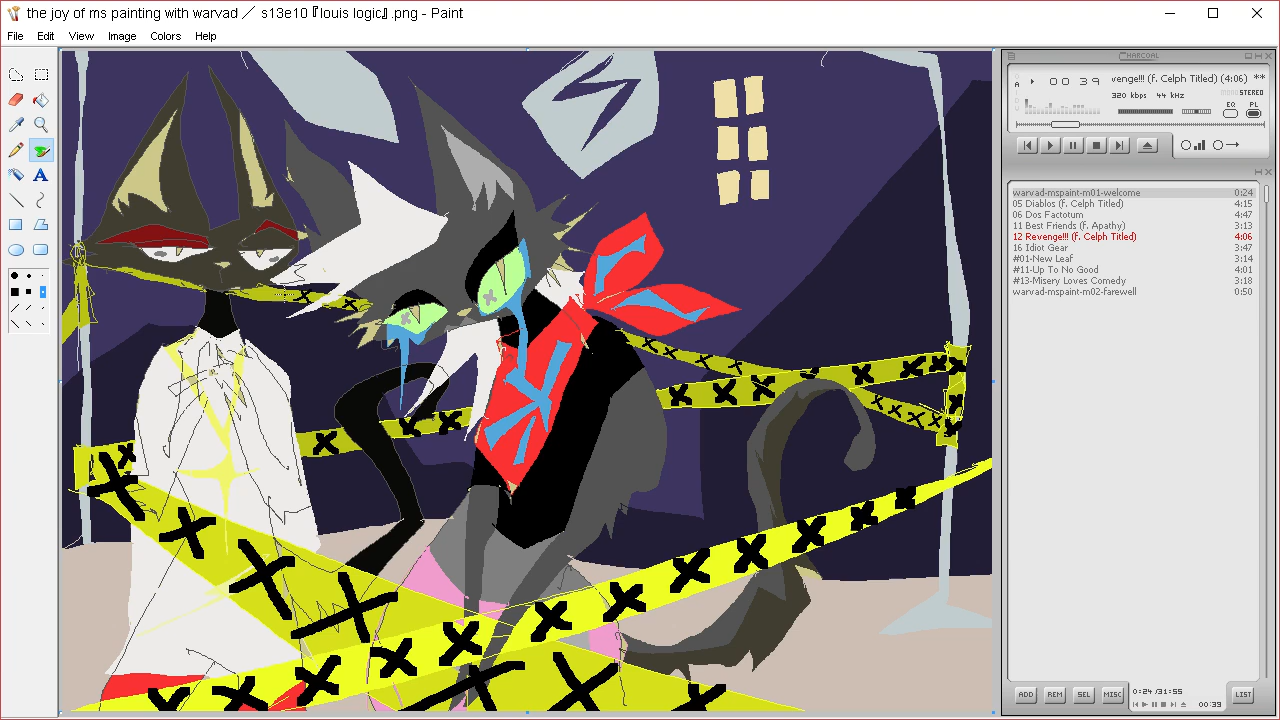 the joy of ms painting with warvad ／ s13e10『louis logic』.png - Paint
File Edit View Image Colors Help
CHARCOAL
00 39
venge!!! (f. Celph Titled) (4:06) **
320 kbps 44 kHz
STEREO
EQ PL
warvad-mspaint-m01-welcome 0:24
05 Diablos (f. Celph Titled) 4:15
06 Dos Factotum 4:47
11 Best Friends (f. Apathy) 3:13
12 Revenge!!! (f. Celph Titled) 4:06
16 Idiot Gear 3:47
#01-New Leaf 3:14
#11-Up To No Good 4:01
#13-Misery Loves Comedy 3:18
warvad-mspaint-m02-farewell 0:50
ADD REM SEL MISC 0:24 /31:55 LIST
00:39